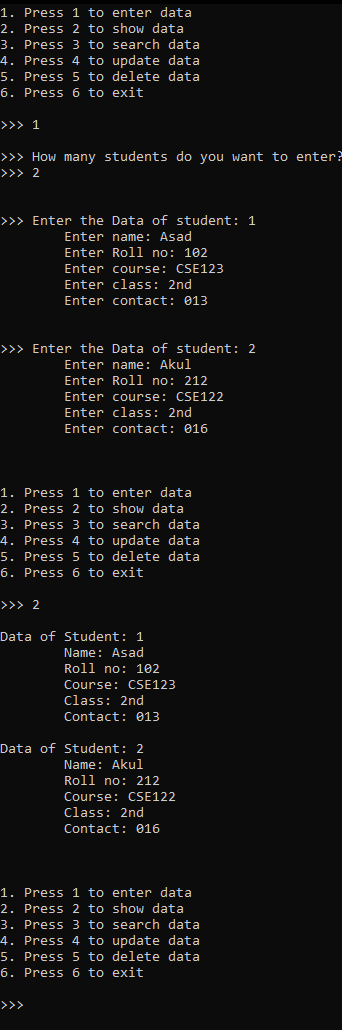 1. Press 1 to enter data
2. Press 2 to show data
3. Press 3 to search data
4. Press 4 to update data
5. Press 5 to delete data
6. Press 6 to exit
>>> 1
>>> How many students do you want to enter?
>>> 2
>>> Enter the Data of student: 1
Enter name: Asad
Enter Roll no: 102
Enter course: CSE123
Enter class: 2nd
Enter contact: 013
>>> Enter the Data of student: 2
Enter name: Akul
Enter Roll no: 212
Enter course: CSE122
Enter class: 2nd
Enter contact: 016
1. Press 1 to enter data
2. Press 2 to show data
3. Press 3 to search data
4. Press 4 to update data
5. Press 5 to delete data
6. Press 6 to exit
>>> 2
Data of Student: 1
Name: Asad
Roll no: 102
Course: CSE123
Class: 2nd
Contact: 013
Data of Student: 2
Name: Akul
Roll no: 212
Course: CSE122
Class: 2nd
Contact: 016
1. Press 1 to enter data
2. Press 2 to show data
3. Press 3 to search data
4. Press 4 to update data
5. Press 5 to delete data
6. Press 6 to exit
>>>